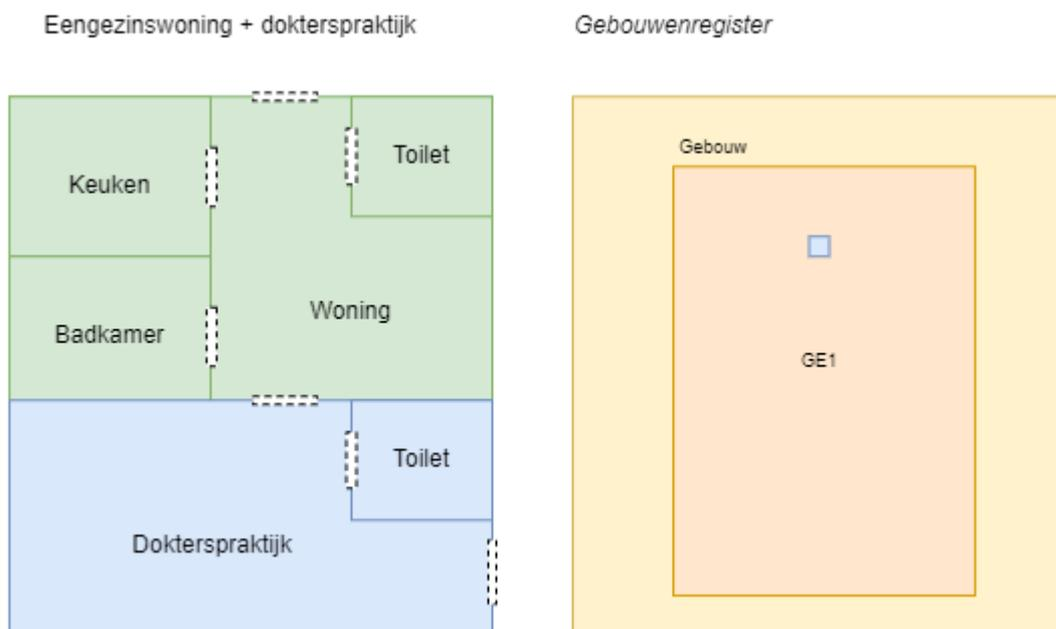 Eengezinswoning + dokterspraktijk
Gebouwenregister
Keuken
Toilet
Badkamer
Woning
Toilet
Dokterspraktijk
Gebouw
GE1